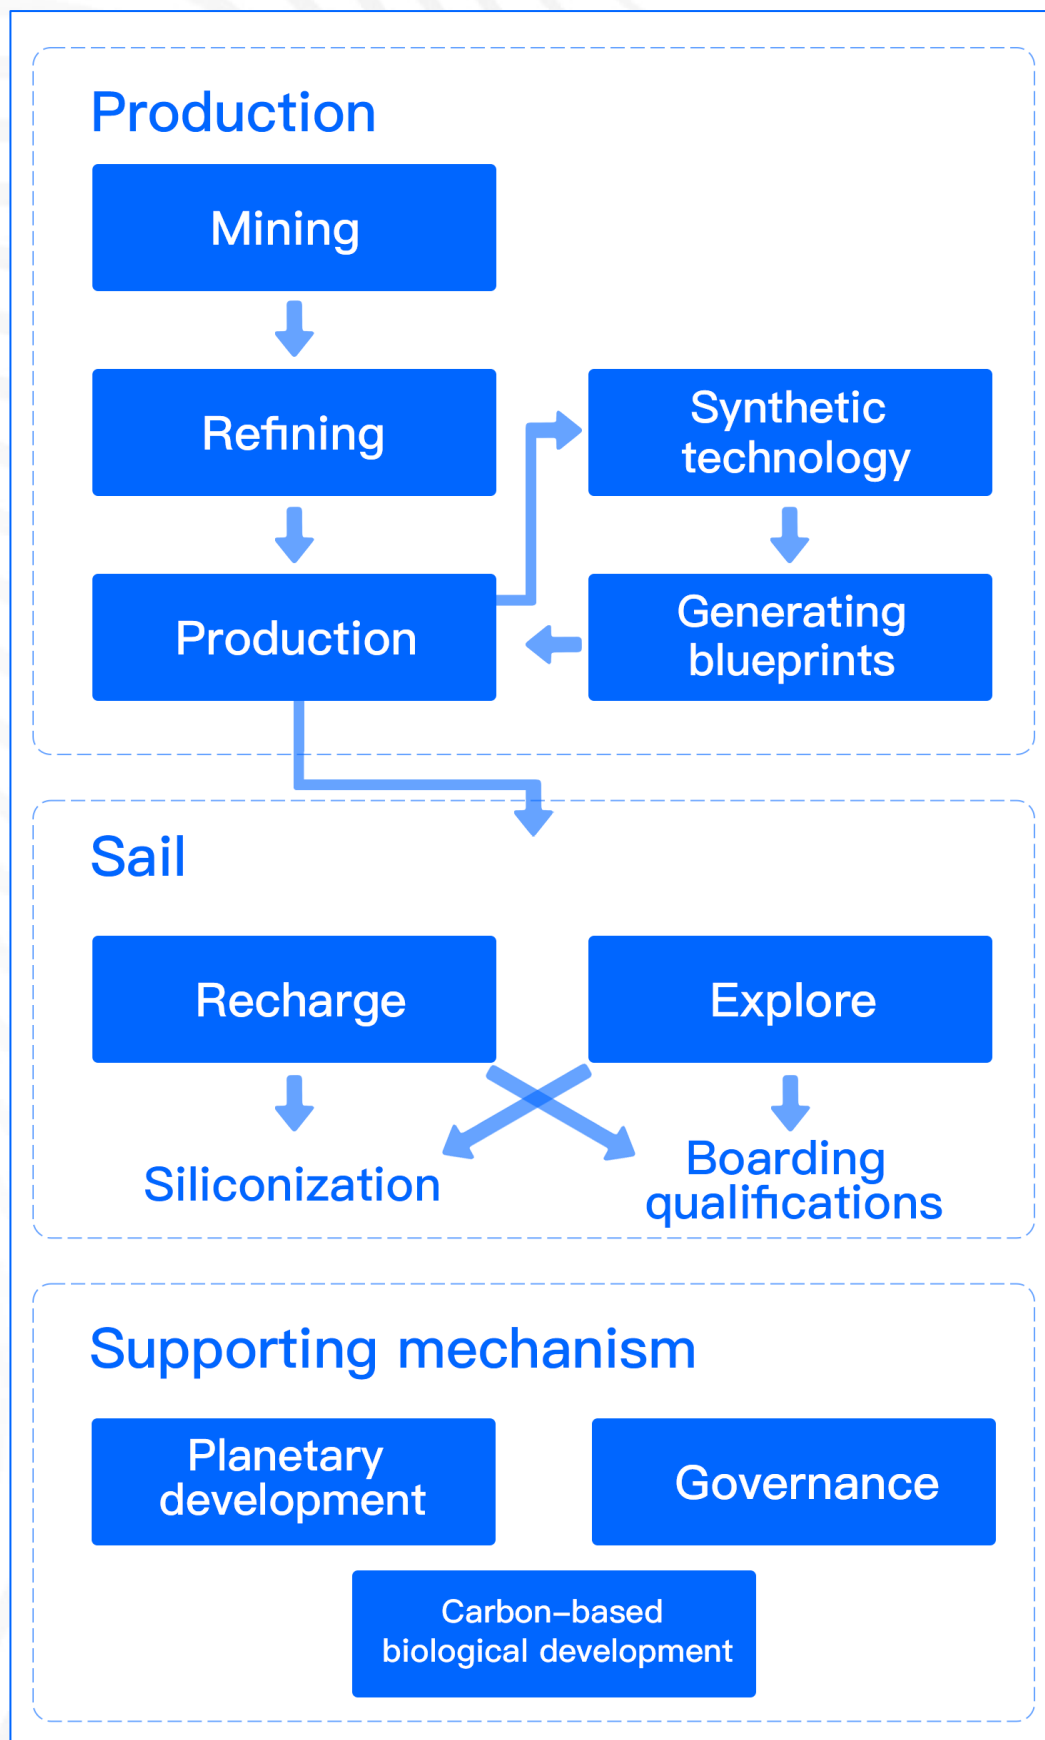 Production
Mining
Refining
Synthetic
technology
Production
Generating
blueprints
Sail
Recharge
Explore
Siliconization
Boarding
qualifications
Supporting mechanism
Planetary
development
Governance
Carbon-based
biological development